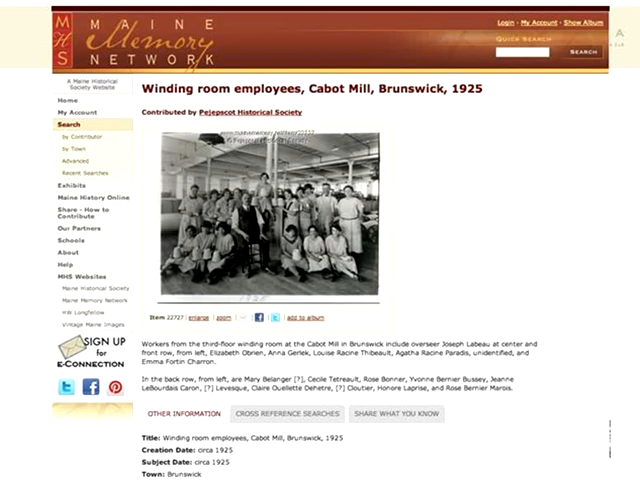 MHS
MAINE
Memory
NETWORK
Login - My Account - Show Album
QUICK SEARCH
SEARCH
A Maine Historical
Society Website
Home
My Account
Search
by Contributor
by Town
Advanced
Recent Searches
Exhibits
Maine History Online
Share - How to
Contribute
Our Partners
Schools
About
Help
MHS Websites
Maine Historical Society
Maine Memory Network
HW Longfellow
Vintage Maine Images
SIGN UP
for
E-CONNECTION
Winding room employees, Cabot Mill, Brunswick, 1925
Contributed by Pejepscot Historical Society
© Pejepscot Historical Society
Item 22727 | enlarge | zoom | | | | add to album
Workers from the third-floor winding room at the Cabot Mill in Brunswick include overseer Joseph Labeau at center and
front row, from left, Elizabeth Obrien, Anna Gerlek, Louise Racine Thibeault, Agatha Racine Paradis, unidentified, and
Emma Fortin Charron.
In the back row, from left, are Mary Belanger [?], Cecile Tetreault, Rose Bonner, Yvonne Bernier Bussey, Jeanne
LeBourdais Caron, [?] Levesque, Claire Ouellette Dehetre, [?] Cloutier, Honore Laprise, and Rose Bernier Marois.
OTHER INFORMATION
CROSS REFERENCE SEARCHES
SHARE WHAT YOU KNOW
Title: Winding room employees, Cabot Mill, Brunswick, 1925
Creation Date: circa 1925
Subject Date: circa 1925
Town: Brunswick